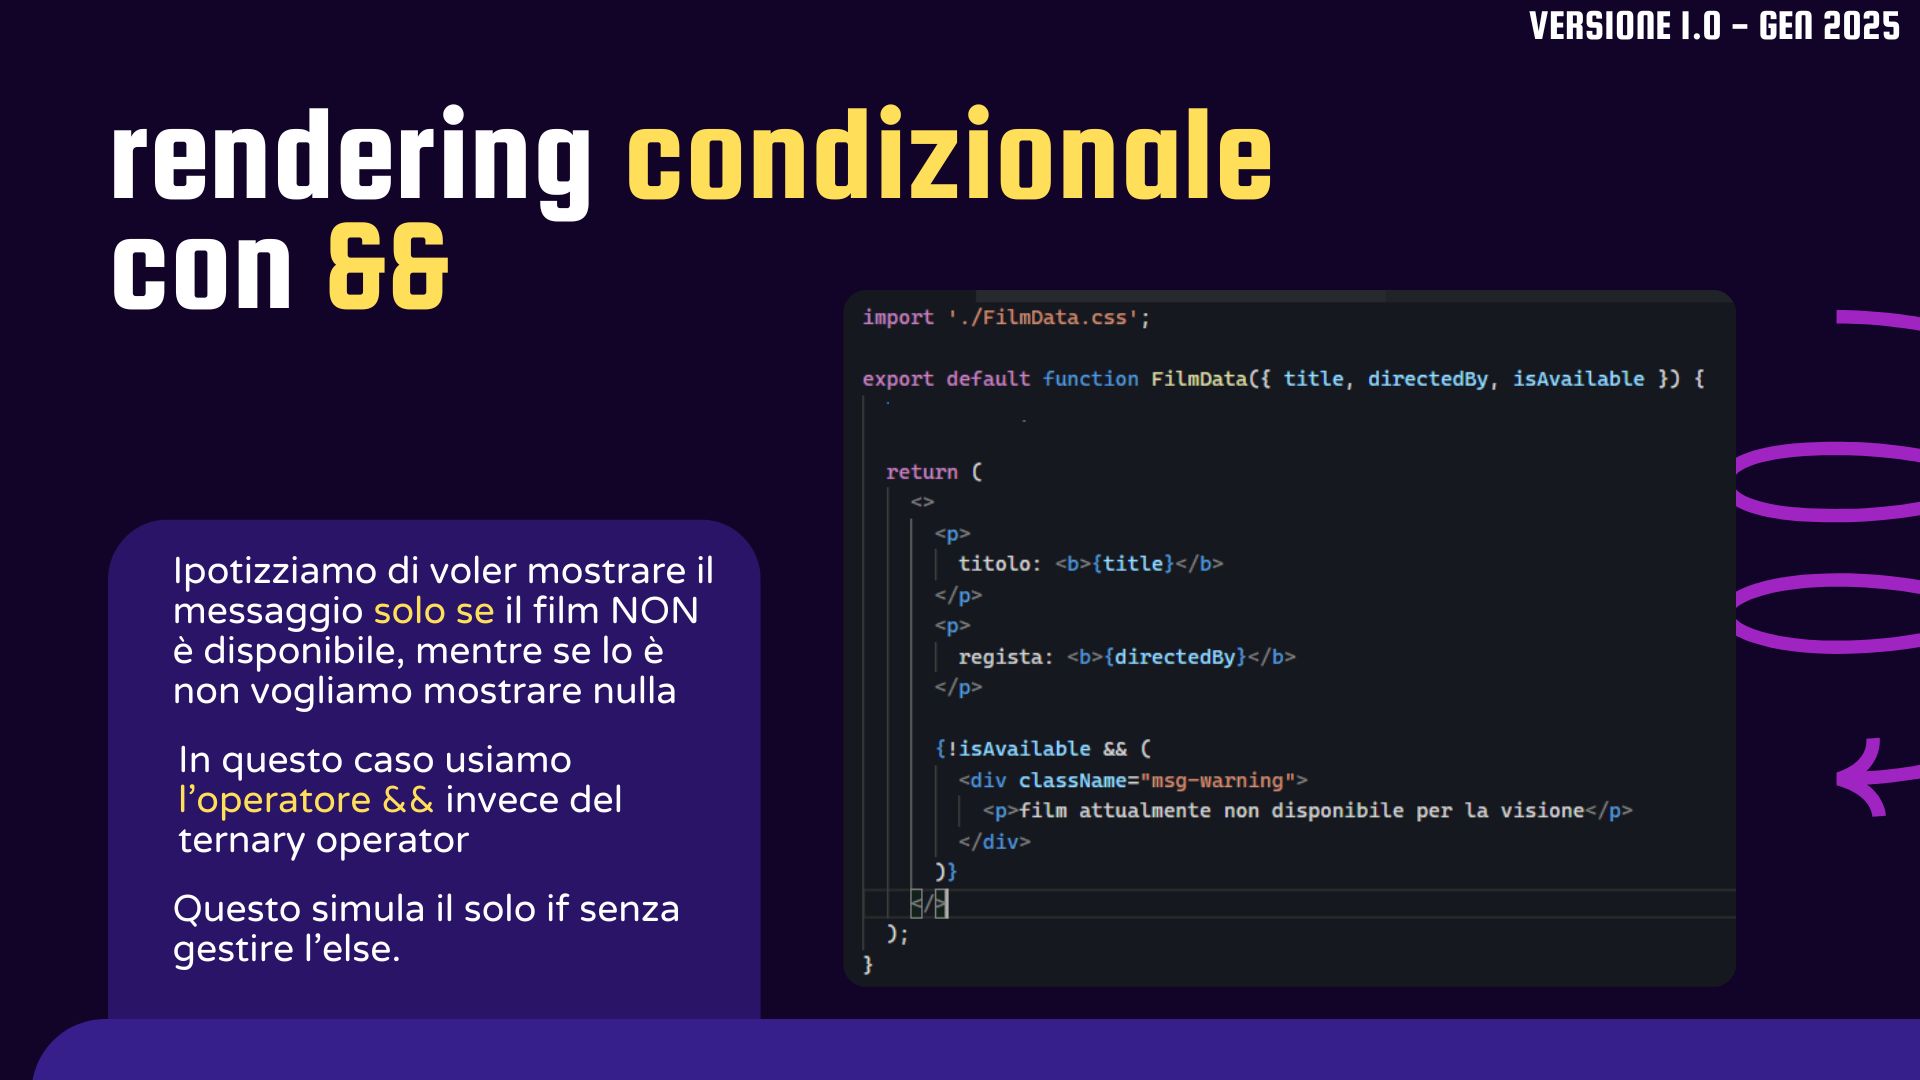 VERSIONE 1.0 - GEN 2025
rendering condizionale
con &&
Ipotizziamo di voler mostrare il
messaggio solo se il film NON
è disponibile, mentre se lo è
non vogliamo mostrare nulla
In questo caso usiamo
l'operatore && invece del
ternary operator
Questo simula il solo if senza
gestire l'else.
import './FilmData.css';
export default function FilmData({ title, directedBy, isAvailable }) {
return (
<>
<p>
titolo: <b>{title}</b>
</p>
<p>
regista: <b>{directedBy}</b>
</p>
{!isAvailable && (
<div className="msg-warning">
<p>film attualmente non disponibile per la visione</p>
</div>
)}
</>
);
}